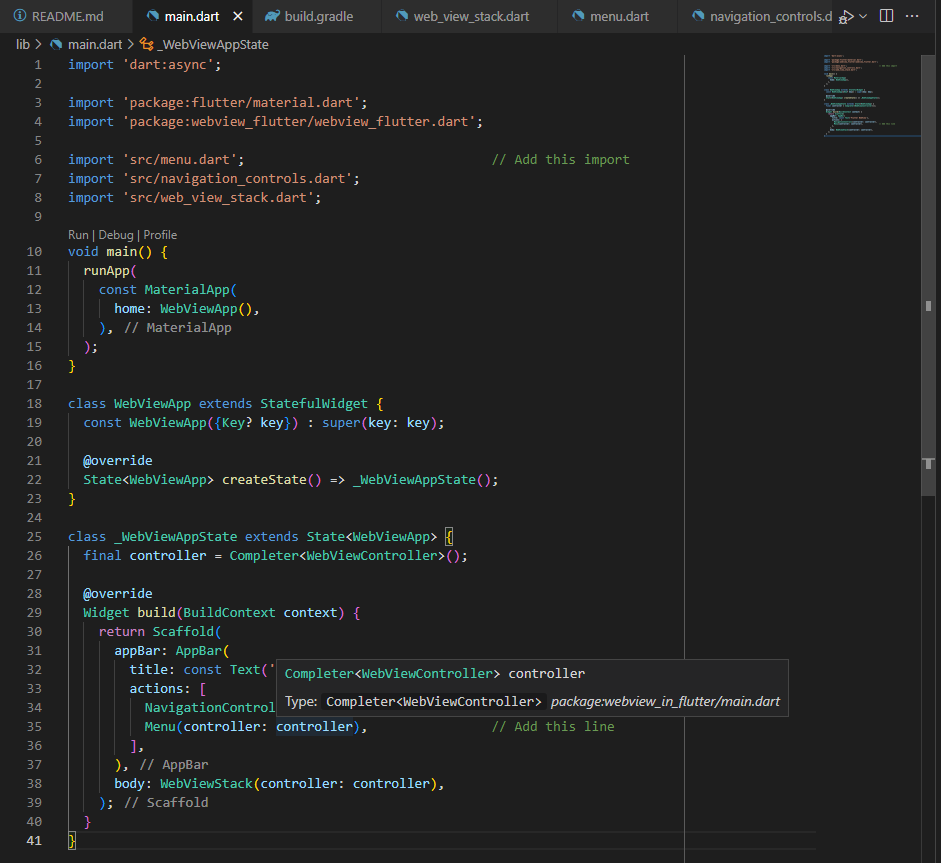 README.md main.dart build.gradle web_view_stack.dart menu.dart navigation_controls.d
lib > main.dart > _WebViewAppState
1 import 'dart:async';
2
3 import 'package:flutter/material.dart';
4 import 'package:webview_flutter/webview_flutter.dart';
5
6 import 'src/menu.dart'; // Add this import
7 import 'src/navigation_controls.dart';
8 import 'src/web_view_stack.dart';
9
Run | Debug | Profile
10 void main() {
11 runApp(
12 const MaterialApp(
13 home: WebViewApp(),
14 ), // MaterialApp
15 );
16 }
17
18 class WebViewApp extends StatefulWidget {
19 const WebViewApp({Key? key}) : super(key: key);
20
21 @override
22 State<WebViewApp> createState() => _WebViewAppState();
23 }
24
25 class _WebViewAppState extends State<WebViewApp> {
26 final controller = Completer<WebViewController>();
27
28 @override
29 Widget build(BuildContext context) {
30 return Scaffold(
31 appBar: AppBar(
32 title: const Text('
Completer<WebViewController> controller
33 actions: [
Type: Completer<WebViewController> package:webview_in_flutter/main.dart
34 NavigationControl
35 Menu(controller: controller), // Add this line
36 ],
37 ), // AppBar
38 body: WebViewStack(controller: controller),
39 ); // Scaffold
40 }
41 }